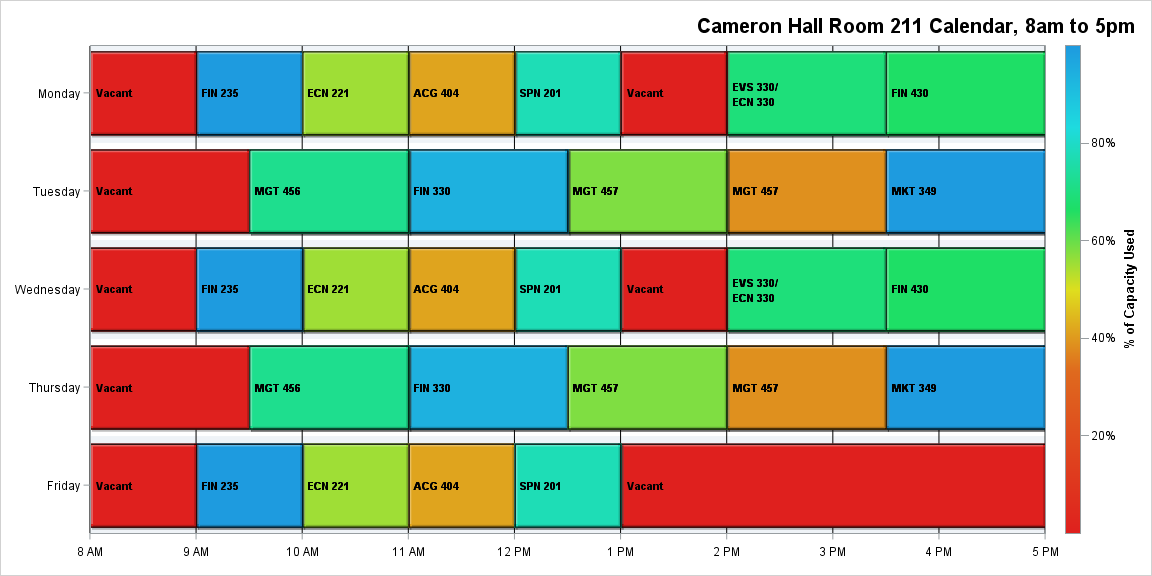 Cameron Hall Room 211 Calendar, 8am to 5pm
Monday
Vacant
FIN 235
ECN 221
ACG 404
SPN 201
Vacant
EVS 330/
ECN 330
FIN 430
Tuesday
Vacant
MGT 456
FIN 330
MGT 457
MGT 457
MKT 349
Wednesday
Vacant
FIN 235
ECN 221
ACG 404
SPN 201
Vacant
EVS 330/
ECN 330
FIN 430
Thursday
Vacant
MGT 456
FIN 330
MGT 457
MGT 457
MKT 349
Friday
Vacant
FIN 235
ECN 221
ACG 404
SPN 201
Vacant
8 AM
9 AM
10 AM
11 AM
12 PM
1 PM
2 PM
3 PM
4 PM
5 PM
80%
60%
40%
20%
% of Capacity Used